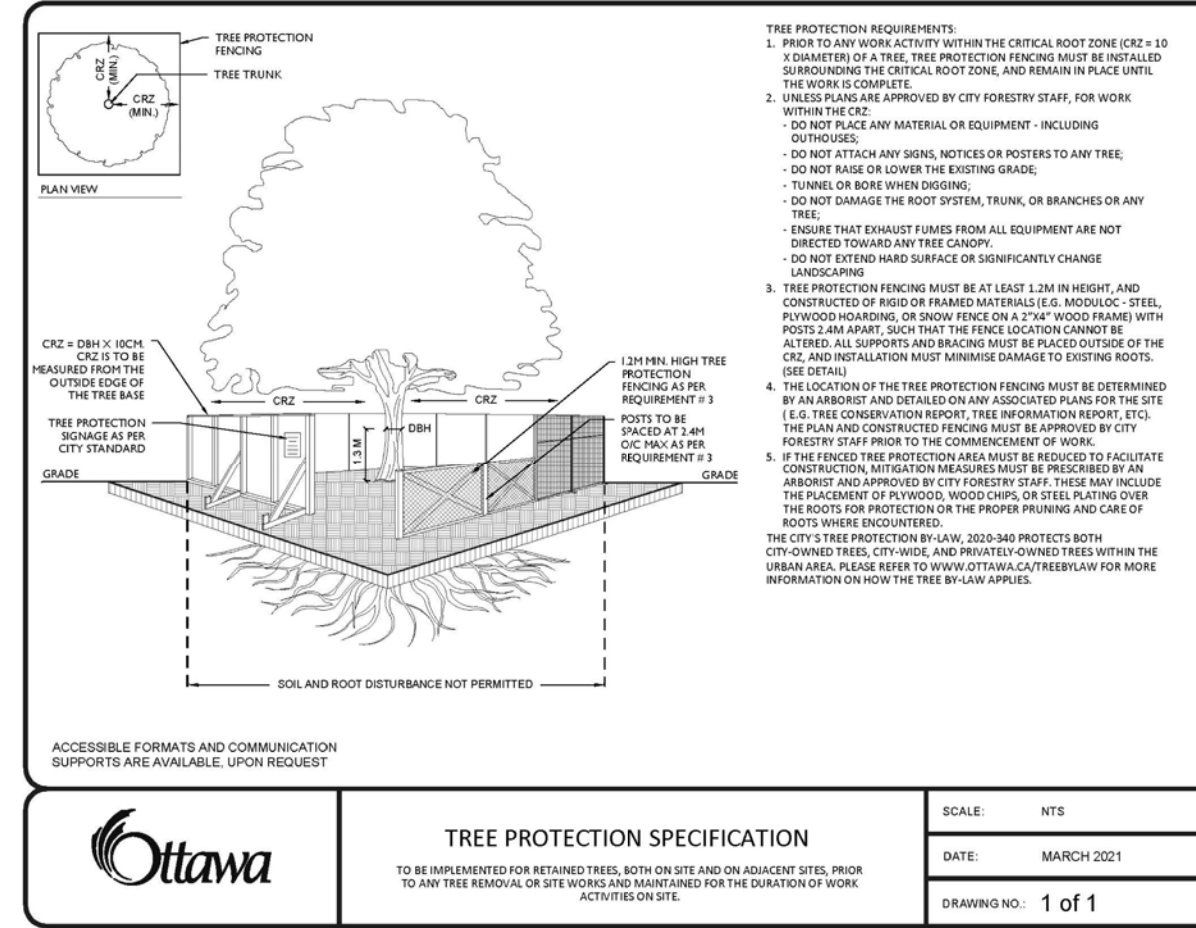 TREE PROTECTION
FENCING
TREE TRUNK
CRZ
(MIN.)
CRZ
(MIN.)
PLAN VIEW
CRZ = DBH X 10CM.
CRZ IS TO BE
MEASURED FROM THE
OUTSIDE EDGE OF
THE TREE BASE
TREE PROTECTION
SIGNAGE AS PER
CITY STANDARD
GRADE
CRZ
CRZ
DBH
1.3 M
1.2M MIN. HIGH TREE
PROTECTION
FENCING AS PER
REQUIREMENT # 3
POSTS TO BE
SPACED AT 2.4M
O/C MAX AS PER
REQUIREMENT # 3
GRADE
SOIL AND ROOT DISTURBANCE NOT PERMITTED
ACCESSIBLE FORMATS AND COMMUNICATION
SUPPORTS ARE AVAILABLE, UPON REQUEST
TREE PROTECTION REQUIREMENTS:
1. PRIOR TO ANY WORK ACTIVITY WITHIN THE CRITICAL ROOT ZONE (CRZ = 10
X DIAMETER) OF A TREE, TREE PROTECTION FENCING MUST BE INSTALLED
SURROUNDING THE CRITICAL ROOT ZONE, AND REMAIN IN PLACE UNTIL
THE WORK IS COMPLETE.
2. UNLESS PLANS ARE APPROVED BY CITY FORESTRY STAFF, FOR WORK
WITHIN THE CRZ:
- DO NOT PLACE ANY MATERIAL OR EQUIPMENT - INCLUDING
OUTHOUSES;
- DO NOT ATTACH ANY SIGNS, NOTICES OR POSTERS TO ANY TREE;
- DO NOT RAISE OR LOWER THE EXISTING GRADE;
- TUNNEL OR BORE WHEN DIGGING;
- DO NOT DAMAGE THE ROOT SYSTEM, TRUNK, OR BRANCHES OR ANY
TREE;
- ENSURE THAT EXHAUST FUMES FROM ALL EQUIPMENT ARE NOT
DIRECTED TOWARD ANY TREE CANOPY.
- DO NOT EXTEND HARD SURFACE OR SIGNIFICANTLY CHANGE
LANDSCAPING
3. TREE PROTECTION FENCING MUST BE AT LEAST 1.2M IN HEIGHT, AND
CONSTRUCTED OF RIGID OR FRAMED MATERIALS (E.G. MODULOC - STEEL,
PLYWOOD HOARDING, OR SNOW FENCE ON A 2"X4" WOOD FRAME) WITH
POSTS 2.4M APART, SUCH THAT THE FENCE LOCATION CANNOT BE
ALTERED. ALL SUPPORTS AND BRACING MUST BE PLACED OUTSIDE OF THE
CRZ, AND INSTALLATION MUST MINIMISE DAMAGE TO EXISTING ROOTS.
(SEE DETAIL)
4. THE LOCATION OF THE TREE PROTECTION FENCING MUST BE DETERMINED
BY AN ARBORIST AND DETAILED ON ANY ASSOCIATED PLANS FOR THE SITE
( E.G. TREE CONSERVATION REPORT, TREE INFORMATION REPORT, ETC).
THE PLAN AND CONSTRUCTED FENCING MUST BE APPROVED BY CITY
FORESTRY STAFF PRIOR TO THE COMMENCEMENT OF WORK.
5. IF THE FENCED TREE PROTECTION AREA MUST BE REDUCED TO FACILITATE
CONSTRUCTION, MITIGATION MEASURES MUST BE PRESCRIBED BY AN
ARBORIST AND APPROVED BY CITY FORESTRY STAFF. THESE MAY INCLUDE
THE PLACEMENT OF PLYWOOD, WOOD CHIPS, OR STEEL PLATING OVER
THE ROOTS FOR PROTECTION OR THE PROPER PRUNING AND CARE OF
ROOTS WHERE ENCOUNTERED.
THE CITY'S TREE PROTECTION BY-LAW, 2020-340 PROTECTS BOTH
CITY-OWNED TREES, CITY-WIDE, AND PRIVATELY-OWNED TREES WITHIN THE
URBAN AREA. PLEASE REFER TO WWW.OTTAWA.CA/TREEBYLAW FOR MORE
INFORMATION ON HOW THE TREE BY-LAW APPLIES.
Ottawa
TREE PROTECTION SPECIFICATION
TO BE IMPLEMENTED FOR RETAINED TREES, BOTH ON SITE AND ON ADJACENT SITES, PRIOR
TO ANY TREE REMOVAL OR SITE WORKS AND MAINTAINED FOR THE DURATION OF WORK
ACTIVITIES ON SITE.
SCALE: NTS
DATE: MARCH 2021
DRAWING NO.: 1 of 1